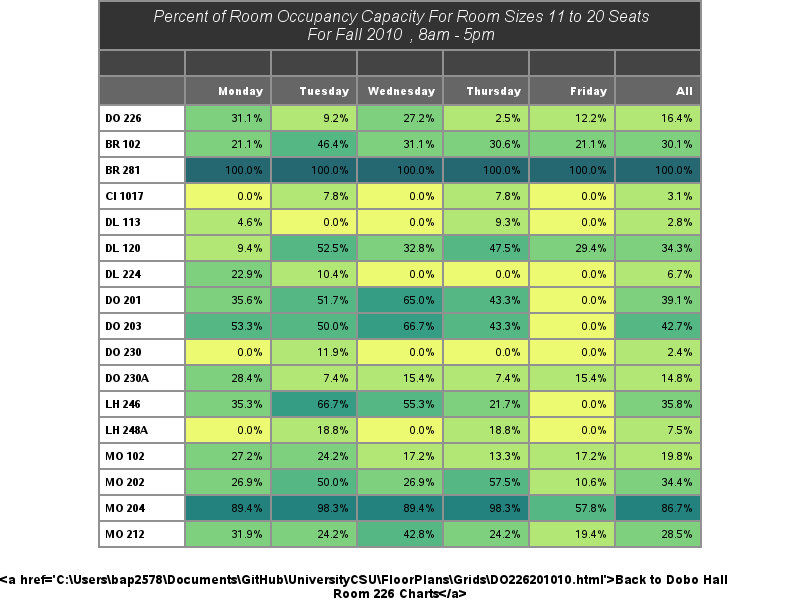 Percent of Room Occupancy Capacity For Room Sizes 11 to 20 Seats
For Fall 2010 , 8am - 5pm
Monday Tuesday Wednesday Thursday Friday All
DO 226 31.1% 9.2% 27.2% 2.5% 12.2% 16.4%
BR 102 21.1% 46.4% 31.1% 30.6% 21.1% 30.1%
BR 281 100.0% 100.0% 100.0% 100.0% 100.0% 100.0%
CI 1017 0.0% 7.8% 0.0% 7.8% 0.0% 3.1%
DL 113 4.6% 0.0% 0.0% 9.3% 0.0% 2.8%
DL 120 9.4% 52.5% 32.8% 47.5% 29.4% 34.3%
DL 224 22.9% 10.4% 0.0% 0.0% 0.0% 6.7%
DO 201 35.6% 51.7% 65.0% 43.3% 0.0% 39.1%
DO 203 53.3% 50.0% 66.7% 43.3% 0.0% 42.7%
DO 230 0.0% 11.9% 0.0% 0.0% 0.0% 2.4%
DO 230A 28.4% 7.4% 15.4% 7.4% 15.4% 14.8%
LH 246 35.3% 66.7% 55.3% 21.7% 0.0% 35.8%
LH 248A 0.0% 18.8% 0.0% 18.8% 0.0% 7.5%
MO 102 27.2% 24.2% 17.2% 13.3% 17.2% 19.8%
MO 202 26.9% 50.0% 26.9% 57.5% 10.6% 34.4%
MO 204 89.4% 98.3% 89.4% 98.3% 57.8% 86.7%
MO 212 31.9% 24.2% 42.8% 24.2% 19.4% 28.5%
<a href='C:\Users\bap2578\Documents\GitHub\UniversityCSU\FloorPlans\Grids\DO226201010.html'>Back to Dobo Hall
Room 226 Charts</a>